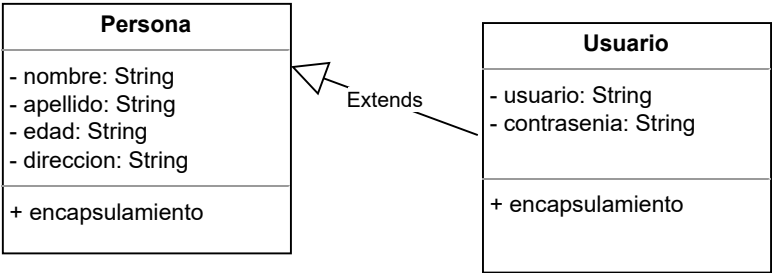 Persona
- nombre: String
- apellido: String
- edad: String
- direccion: String
+ encapsulamiento
Extends
Usuario
- usuario: String
- contrasenia: String
+ encapsulamiento